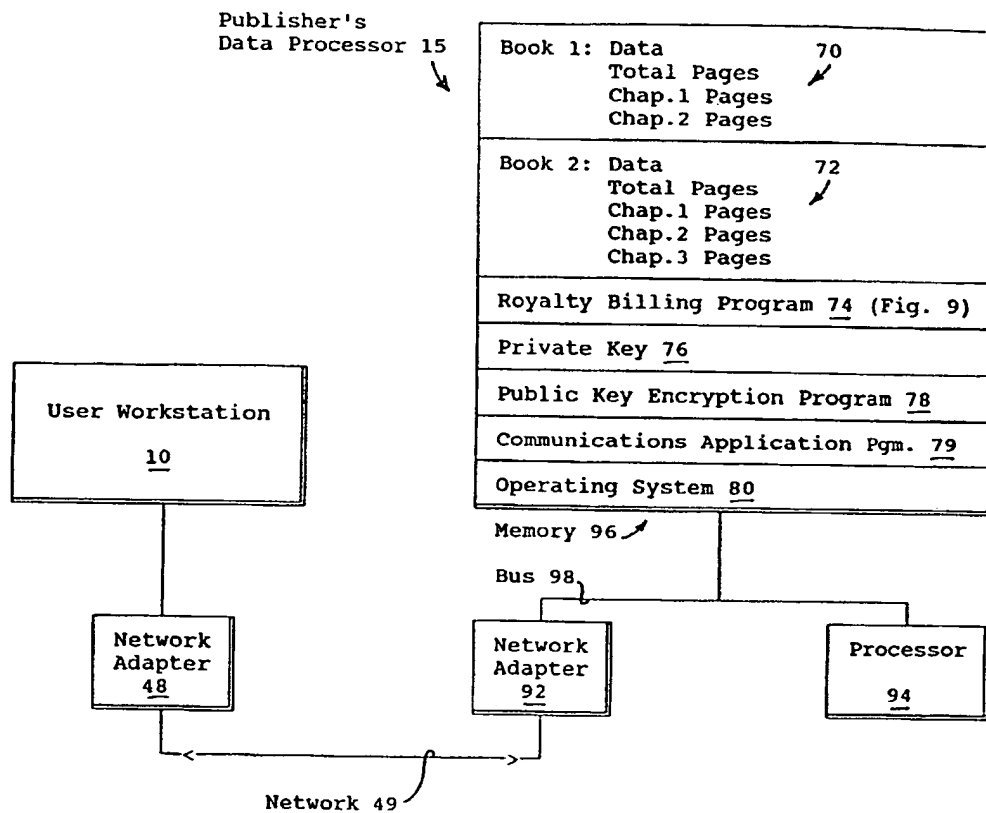 Publisher's
Data Processor 15
Book 1: Data 70
Total Pages
Chap.1 Pages
Chap.2 Pages
Book 2: Data 72
Total Pages
Chap.1 Pages
Chap.2 Pages
Chap.3 Pages
Royalty Billing Program 74 (Fig. 9)
Private Key 76
Public Key Encryption Program 78
Communications Application Pgm. 79
Operating System 80
User Workstation
10
Memory 96
Bus 98
Network
Adapter
48
Network
Adapter
92
Processor
94
Network 49